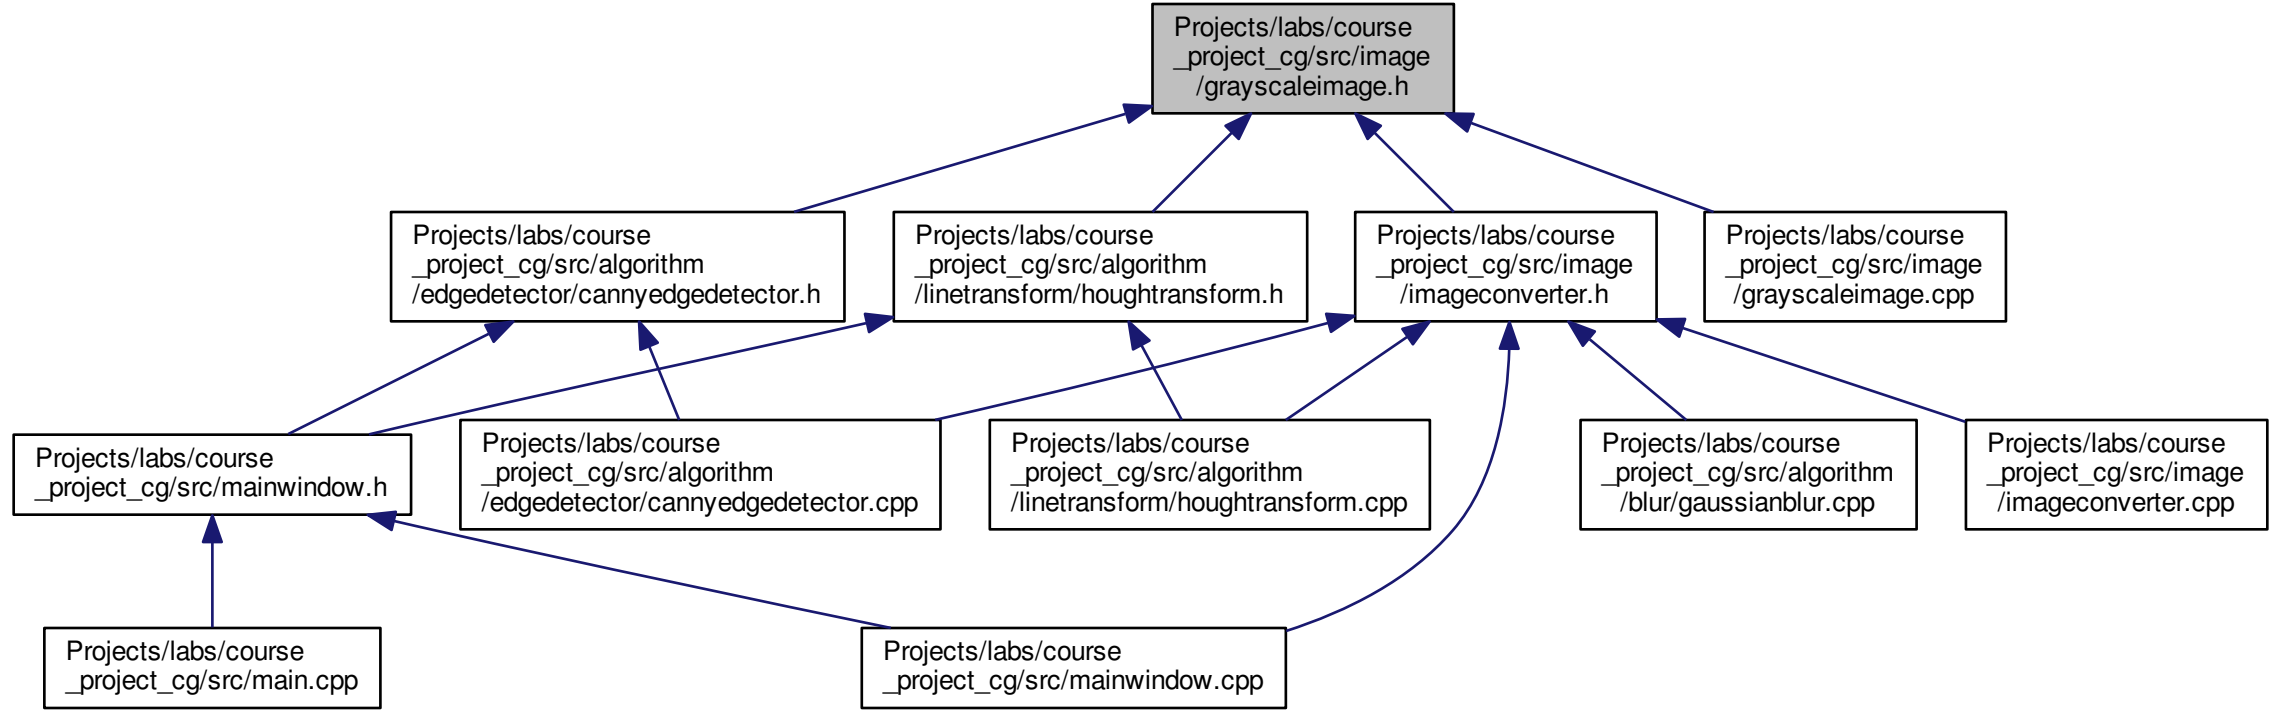 Projects/labs/course
_project_cg/src/image
/grayscaleimage.h
Projects/labs/course
_project_cg/src/algorithm
/edgedetector/cannyedgedetector.h
Projects/labs/course
_project_cg/src/algorithm
/linetransform/houghtransform.h
Projects/labs/course
_project_cg/src/image
/imageconverter.h
Projects/labs/course
_project_cg/src/image
/grayscaleimage.cpp
Projects/labs/course
_project_cg/src/mainwindow.h
Projects/labs/course
_project_cg/src/algorithm
/edgedetector/cannyedgedetector.cpp
Projects/labs/course
_project_cg/src/algorithm
/linetransform/houghtransform.cpp
Projects/labs/course
_project_cg/src/algorithm
/blur/gaussianblur.cpp
Projects/labs/course
_project_cg/src/image
/imageconverter.cpp
Projects/labs/course
_project_cg/src/main.cpp
Projects/labs/course
_project_cg/src/mainwindow.cpp